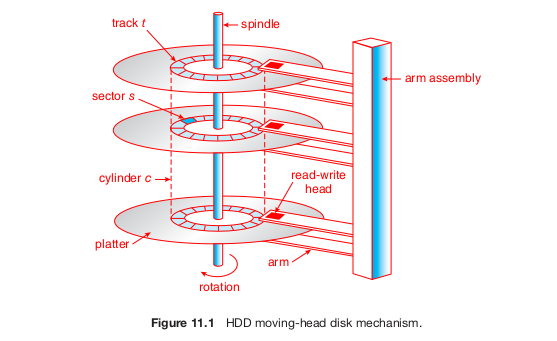 track t
spindle
arm assembly
sector s
cylinder c
read-write
head
platter
arm
rotation
Figure 11.1 HDD moving-head disk mechanism.